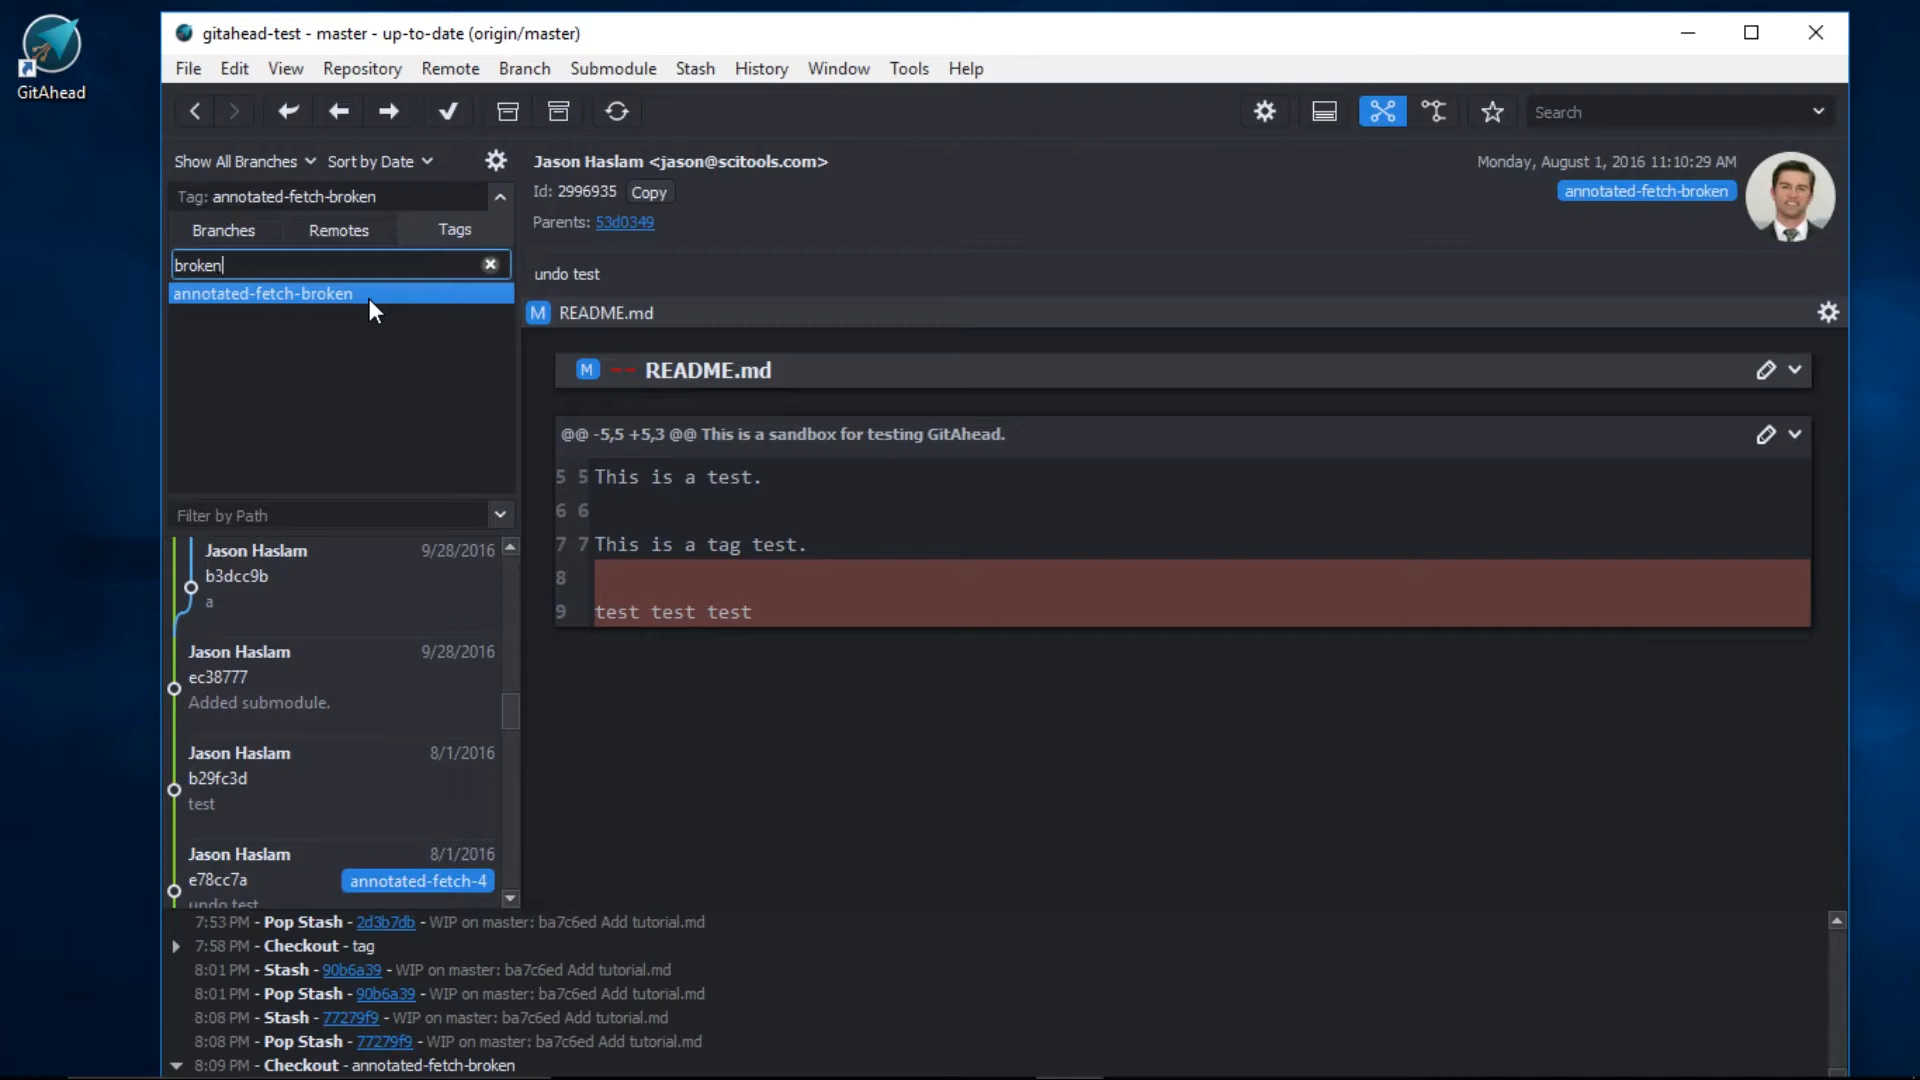 GitAhead
gitahead-test - master - up-to-date (origin/master)
File Edit View Repository Remote Branch Submodule Stash History Window Tools Help
Search
Show All Branches Sort by Date
Tag: annotated-fetch-broken
Branches Remotes Tags
broken
annotated-fetch-broken
Filter by Path
Jason Haslam 9/28/2016
b3dcc9b
a
Jason Haslam 9/28/2016
ec38777
Added submodule.
Jason Haslam 8/1/2016
b29fc3d
test
Jason Haslam 8/1/2016
e78cc7a annotated-fetch-4
undo test
Jason Haslam <jason@scitools.com> Monday, August 1, 2016 11:10:29 AM
Id: 2996935 Copy annotated-fetch-broken
Parents: 53d0349
undo test
M README.md
M -- README.md
@@ -5,5 +5,3 @@ This is a sandbox for testing GitAhead.
5 5 This is a test.
6 6
7 7 This is a tag test.
8
9 test test test
7:53 PM - Pop Stash - 2d3b7db - WIP on master: ba7c6ed Add tutorial.md
7:58 PM - Checkout - tag
8:01 PM - Stash - 90b6a39 - WIP on master: ba7c6ed Add tutorial.md
8:01 PM - Pop Stash - 90b6a39 - WIP on master: ba7c6ed Add tutorial.md
8:08 PM - Stash - 77279f9 - WIP on master: ba7c6ed Add tutorial.md
8:08 PM - Pop Stash - 77279f9 - WIP on master: ba7c6ed Add tutorial.md
8:09 PM - Checkout - annotated-fetch-broken